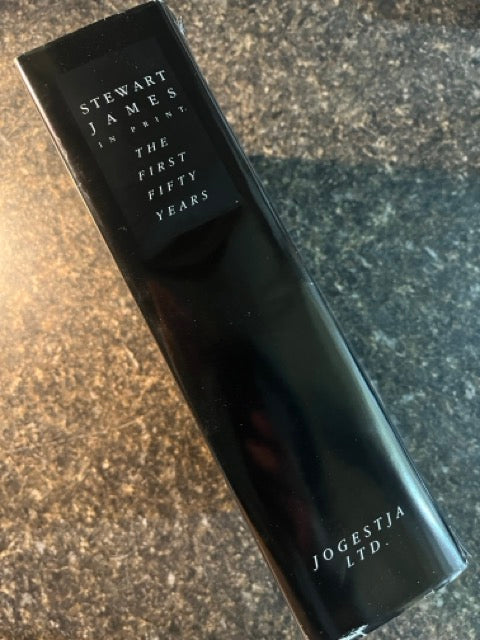 STEWART
JAMES
IN PRINT
THE
FIRST
FIFTY
YEARS
JOGESTJA
LTD.